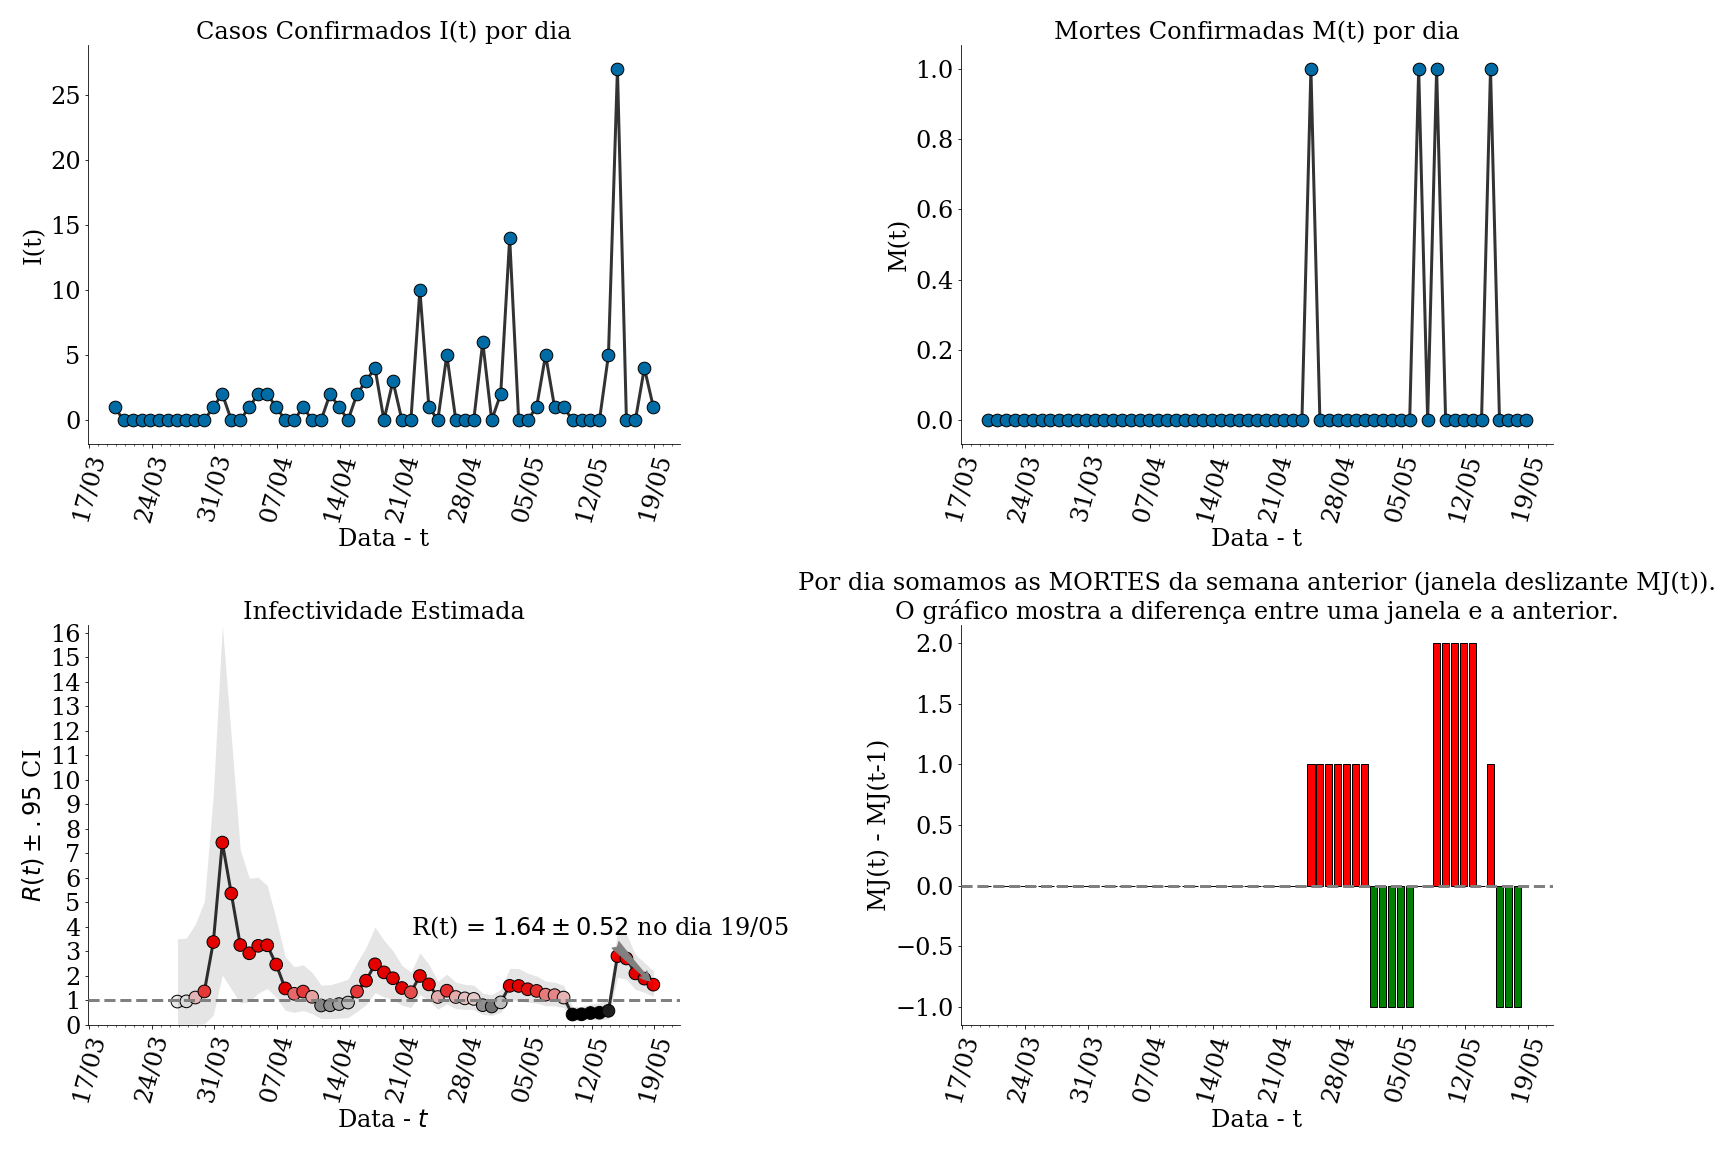 Casos Confirmados I(t) por dia
I(t)
25
20
15
10
5
0
17/03 24/03 31/03 07/04 14/04 21/04 28/04 05/05 12/05 19/05
Data - t
Mortes Confirmadas M(t) por dia
M(t)
1.0
0.8
0.6
0.4
0.2
0.0
17/03 24/03 31/03 07/04 14/04 21/04 28/04 05/05 12/05 19/05
Data - t
Infectividade Estimada
R(t) ± .95 CI
16
15
14
13
12
11
10
9
8
7
6
5
4
3
2
1
0
R(t) = 1.64 ± 0.52 no dia 19/05
17/03 24/03 31/03 07/04 14/04 21/04 28/04 05/05 12/05 19/05
Data - t
Por dia somamos as MORTES da semana anterior (janela deslizante MJ(t)).
O gráfico mostra a diferença entre uma janela e a anterior.
MJ(t) - MJ(t-1)
2.0
1.5
1.0
0.5
0.0
−0.5
−1.0
17/03 24/03 31/03 07/04 14/04 21/04 28/04 05/05 12/05 19/05
Data - t